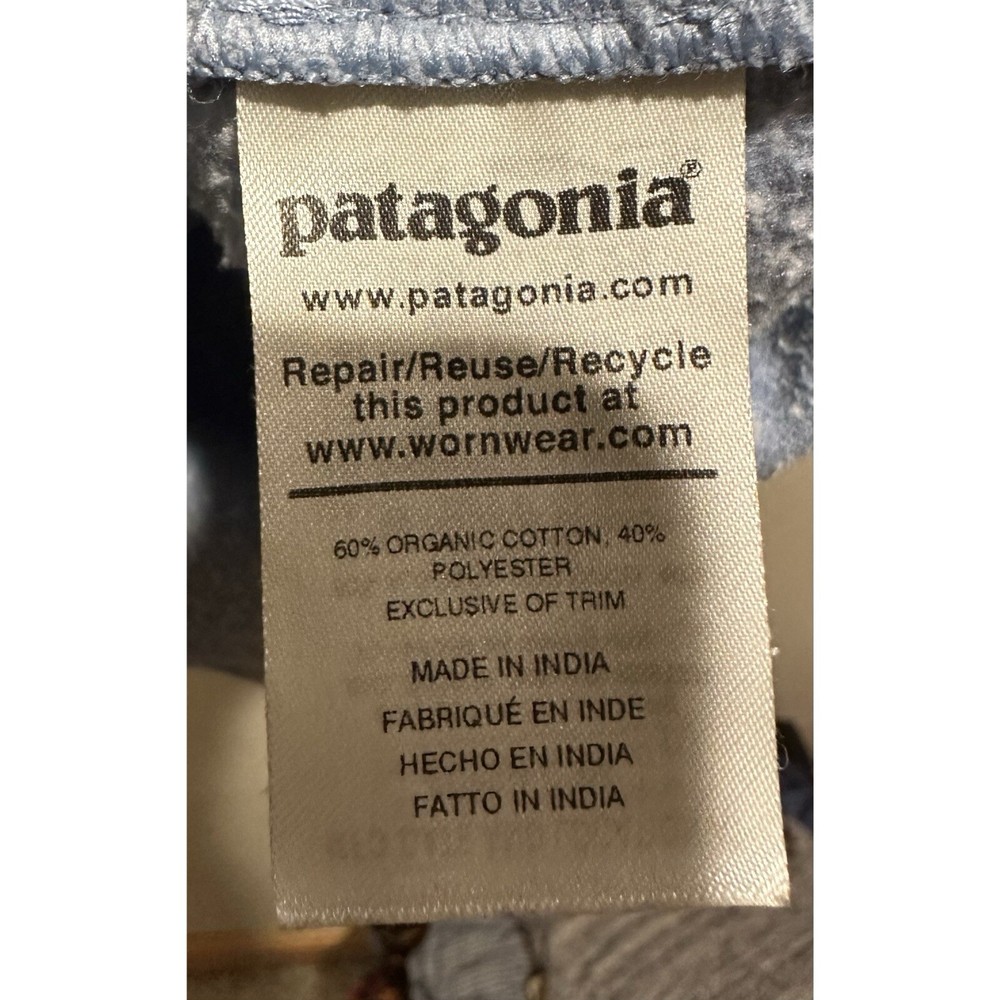 patagonia®
www.patagonia.com
Repair/Reuse/Recycle
this product at
www.wornwear.com
60% ORGANIC COTTON, 40%
POLYESTER
EXCLUSIVE OF TRIM
MADE IN INDIA
FABRIQUÉ EN INDE
HECHO EN INDIA
FATTO IN INDIA